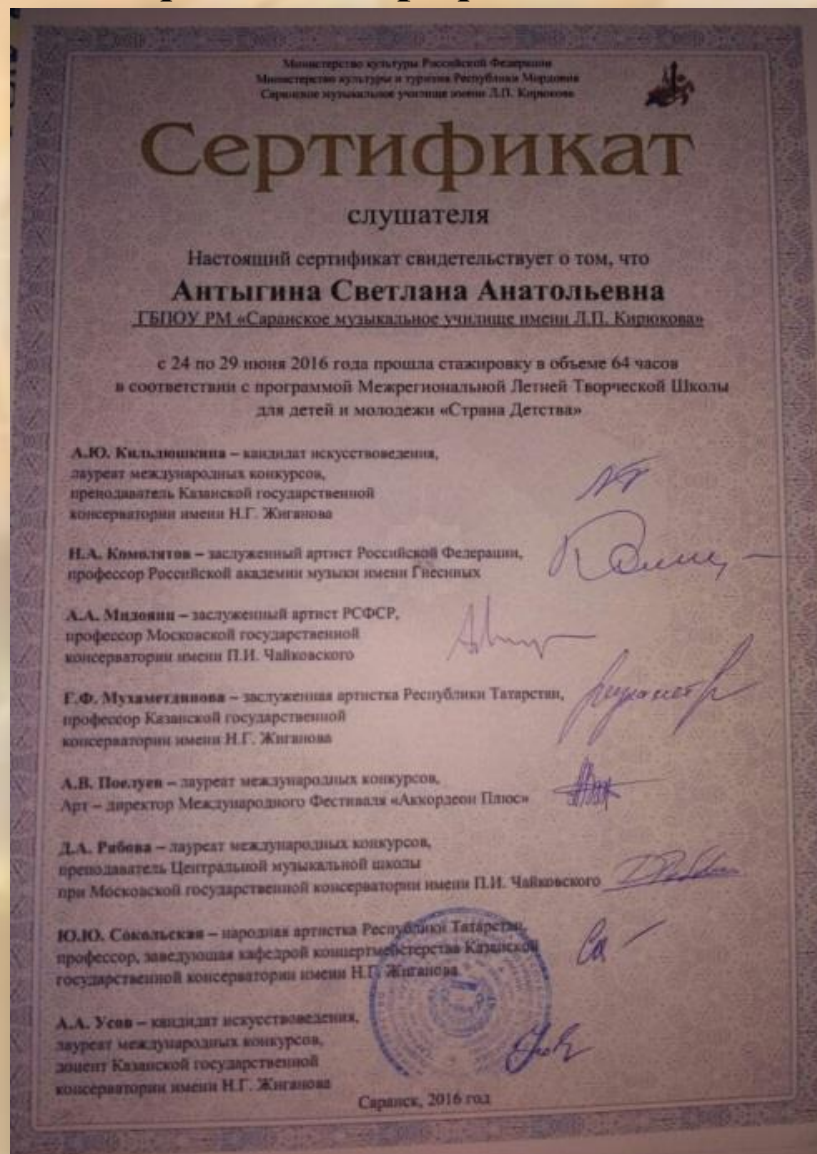 Министерство культуры Российской Федерации
Министерство культуры и туризма Республики Мордовия
Саранское музыкальное училище имени Л.П. Кирюкова
Сертификат
слушателя
Настоящий сертификат свидетельствует о том, что
Антыгина Светлана Анатольевна
ГБПОУ РМ «Саранское музыкальное училище имени Л.П. Кирюкова»
с 24 по 29 июня 2016 года прошла стажировку в объеме 64 часов
в соответствии с программой Межрегиональной Летней Творческой Школы
для детей и молодежи «Страна Детства»
А.Ю. Кильдюшкина – кандидат искусствоведения,
лауреат международных конкурсов,
преподаватель Казанской государственной
консерватории имени Н.Г. Жиганова
Н.А. Комолятов – заслуженный артист Российской Федерации,
профессор Российской академии музыки имени Гнесиных
А.А. Мндоянц – заслуженный артист РСФСР,
профессор Московской государственной
консерватории имени П.И. Чайковского
Г.Ф. Мухаметдинова – заслуженная артистка Республики Татарстан,
профессор Казанской государственной
консерватории имени Н.Г. Жиганова
А.В. Поелуев – лауреат международных конкурсов,
Арт – директор Международного Фестиваля «Аккордеон Плюс»
Д.А. Рябова – лауреат международных конкурсов,
преподаватель Центральной музыкальной школы
при Московской государственной консерватории имени П.И. Чайковского
Ю.Ю. Сокольская – народная артистка Республики Татарстан,
профессор, заведующая кафедрой концертмейстерства Казанской
государственной консерватории имени Н.Г. Жиганова
А.А. Усов – кандидат искусствоведения,
лауреат международных конкурсов,
доцент Казанской государственной
консерватории имени Н.Г. Жиганова
Саранск, 2016 год